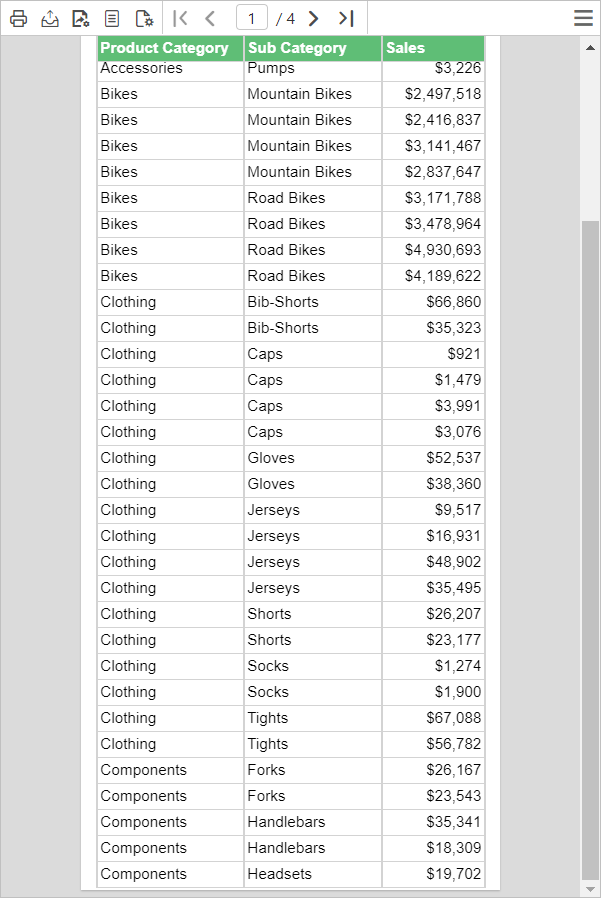 1 / 4
Product Category Sub Category Sales
Accessories Pumps $3,226
Bikes Mountain Bikes $2,497,518
Bikes Mountain Bikes $2,416,837
Bikes Mountain Bikes $3,141,467
Bikes Mountain Bikes $2,837,647
Bikes Road Bikes $3,171,788
Bikes Road Bikes $3,478,964
Bikes Road Bikes $4,930,693
Bikes Road Bikes $4,189,622
Clothing Bib-Shorts $66,860
Clothing Bib-Shorts $35,323
Clothing Caps $921
Clothing Caps $1,479
Clothing Caps $3,991
Clothing Caps $3,076
Clothing Gloves $52,537
Clothing Gloves $38,360
Clothing Jerseys $9,517
Clothing Jerseys $16,931
Clothing Jerseys $48,902
Clothing Jerseys $35,495
Clothing Shorts $26,207
Clothing Shorts $23,177
Clothing Socks $1,274
Clothing Socks $1,900
Clothing Tights $67,088
Clothing Tights $56,782
Components Forks $26,167
Components Forks $23,543
Components Handlebars $35,341
Components Handlebars $18,309
Components Headsets $19,702